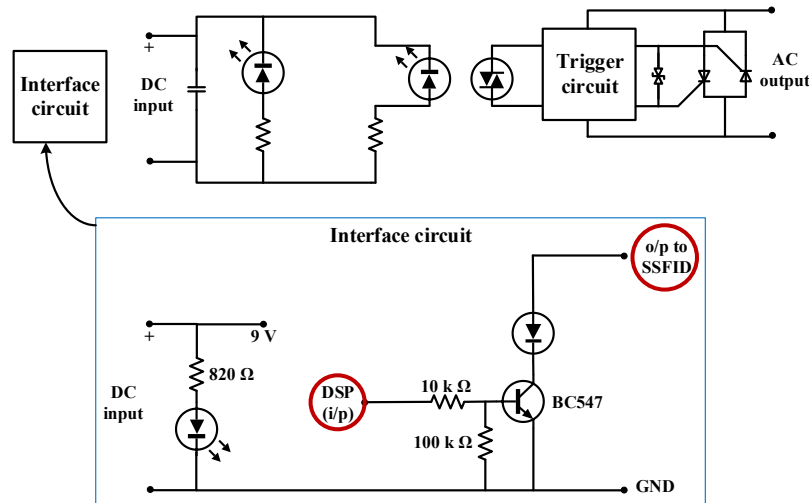 Interface
circuit
+
DC
input
Trigger
circuit
AC
output
Interface circuit
o/p to
SSFID
+
9 V
820 Ω
DC
input
DSP
(i/p)
10 k Ω
100 k Ω
BC547
GND